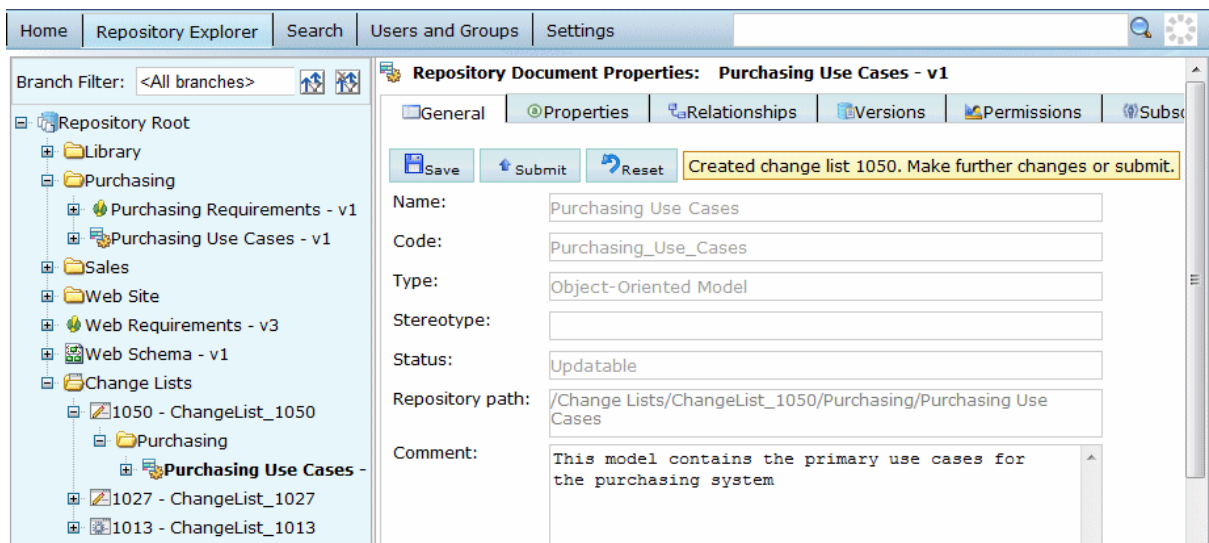 Home Repository Explorer Search Users and Groups Settings
Branch Filter: <All branches>
Repository Root
Library
Purchasing
Purchasing Requirements - v1
Purchasing Use Cases - v1
Sales
Web Site
Web Requirements - v3
Web Schema - v1
Change Lists
1050 - ChangeList_1050
Purchasing
Purchasing Use Cases -
1027 - ChangeList_1027
1013 - ChangeList_1013
Repository Document Properties: Purchasing Use Cases - v1
General Properties Relationships Versions Permissions Subsc
Save Submit Reset Created change list 1050. Make further changes or submit.
Name: Purchasing Use Cases
Code: Purchasing_Use_Cases
Type: Object-Oriented Model
Stereotype:
Status: Updatable
Repository path: /Change Lists/ChangeList_1050/Purchasing/Purchasing Use
Cases
Comment: This model contains the primary use cases for
the purchasing system